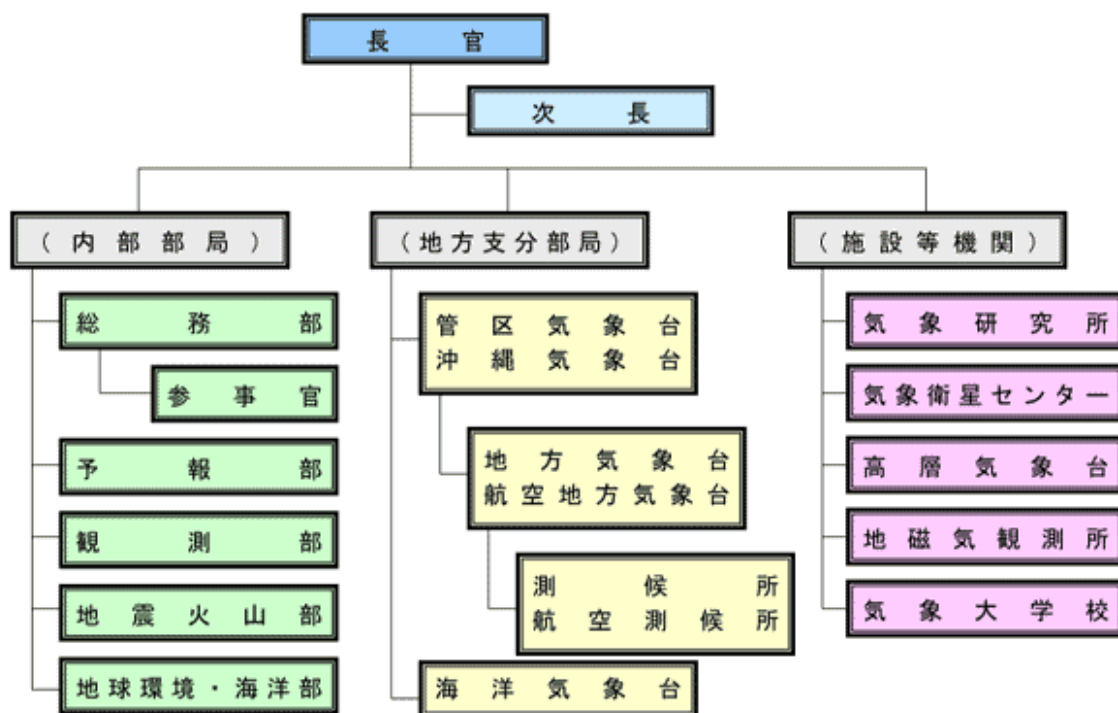 長官
次長
(内部部局)
総務部
参事官
予報部
観測部
地震火山部
地球環境・海洋部
(地方支分部局)
管区気象台
沖縄気象台
地方気象台
航空地方気象台
測候所
航空測候所
海洋気象台
(施設等機関)
気象研究所
気象衛星センター
高層気象台
地磁気観測所
気象大学校